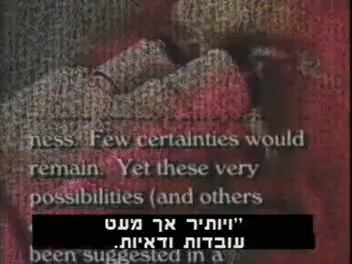 ness. Few certainties would
remain. Yet these very
possibilities (and others
"ויותיר אך מעט
עובדות ודאיות.
been suggested in a